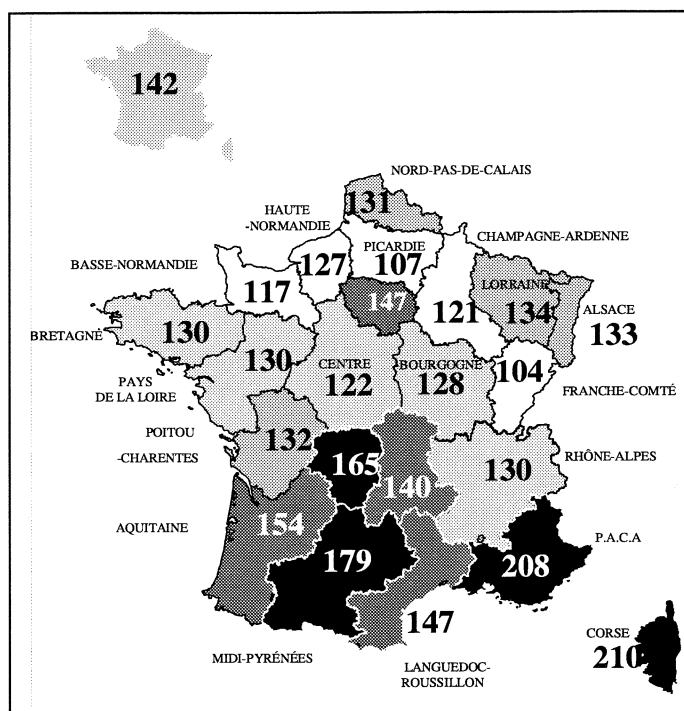 142
NORD-PAS-DE-CALAIS
131
HAUTE
-NORMANDIE
PICARDIE
CHAMPAGNE-ARDENNE
BASSE-NORMANDIE
127
107
LORRAINE
117
147
121
134
ALSACE
133
BRETAGNE
130
130
CENTRE
BOURGOGNE
104
PAYS
DE LA LOIRE
122
128
FRANCHE-COMTÉ
POITOU
-CHARENTES
132
165
130
RHÔNE-ALPES
140
AQUITAINE
154
P.A.C.A
179
208
147
CORSE
210
MIDI-PYRÉNÉES
LANGUEDOC-
ROUSSILLON